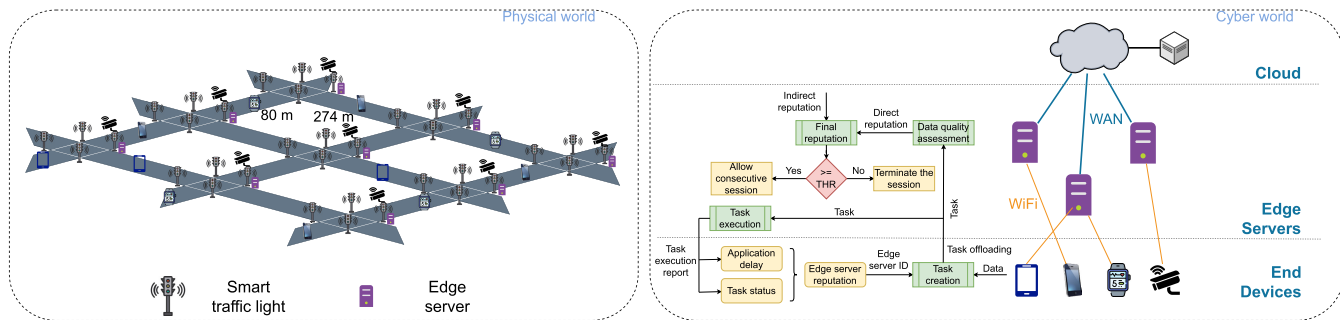 Physical world
80 m
274 m
Smart
traffic light
Edge
server
Cyber world
Cloud
Indirect
reputation
Final
reputation
Direct
reputation
Data quality
assessment
WAN
Allow
consecutive
session
Yes
>=
THR
No
Terminate the
session
Task
execution
Task
Task
WiFi
Edge
Servers
Task
execution
report
Application
delay
Task status
Edge server
reputation
Edge
server ID
Task offloading
Task
creation
Data
End
Devices